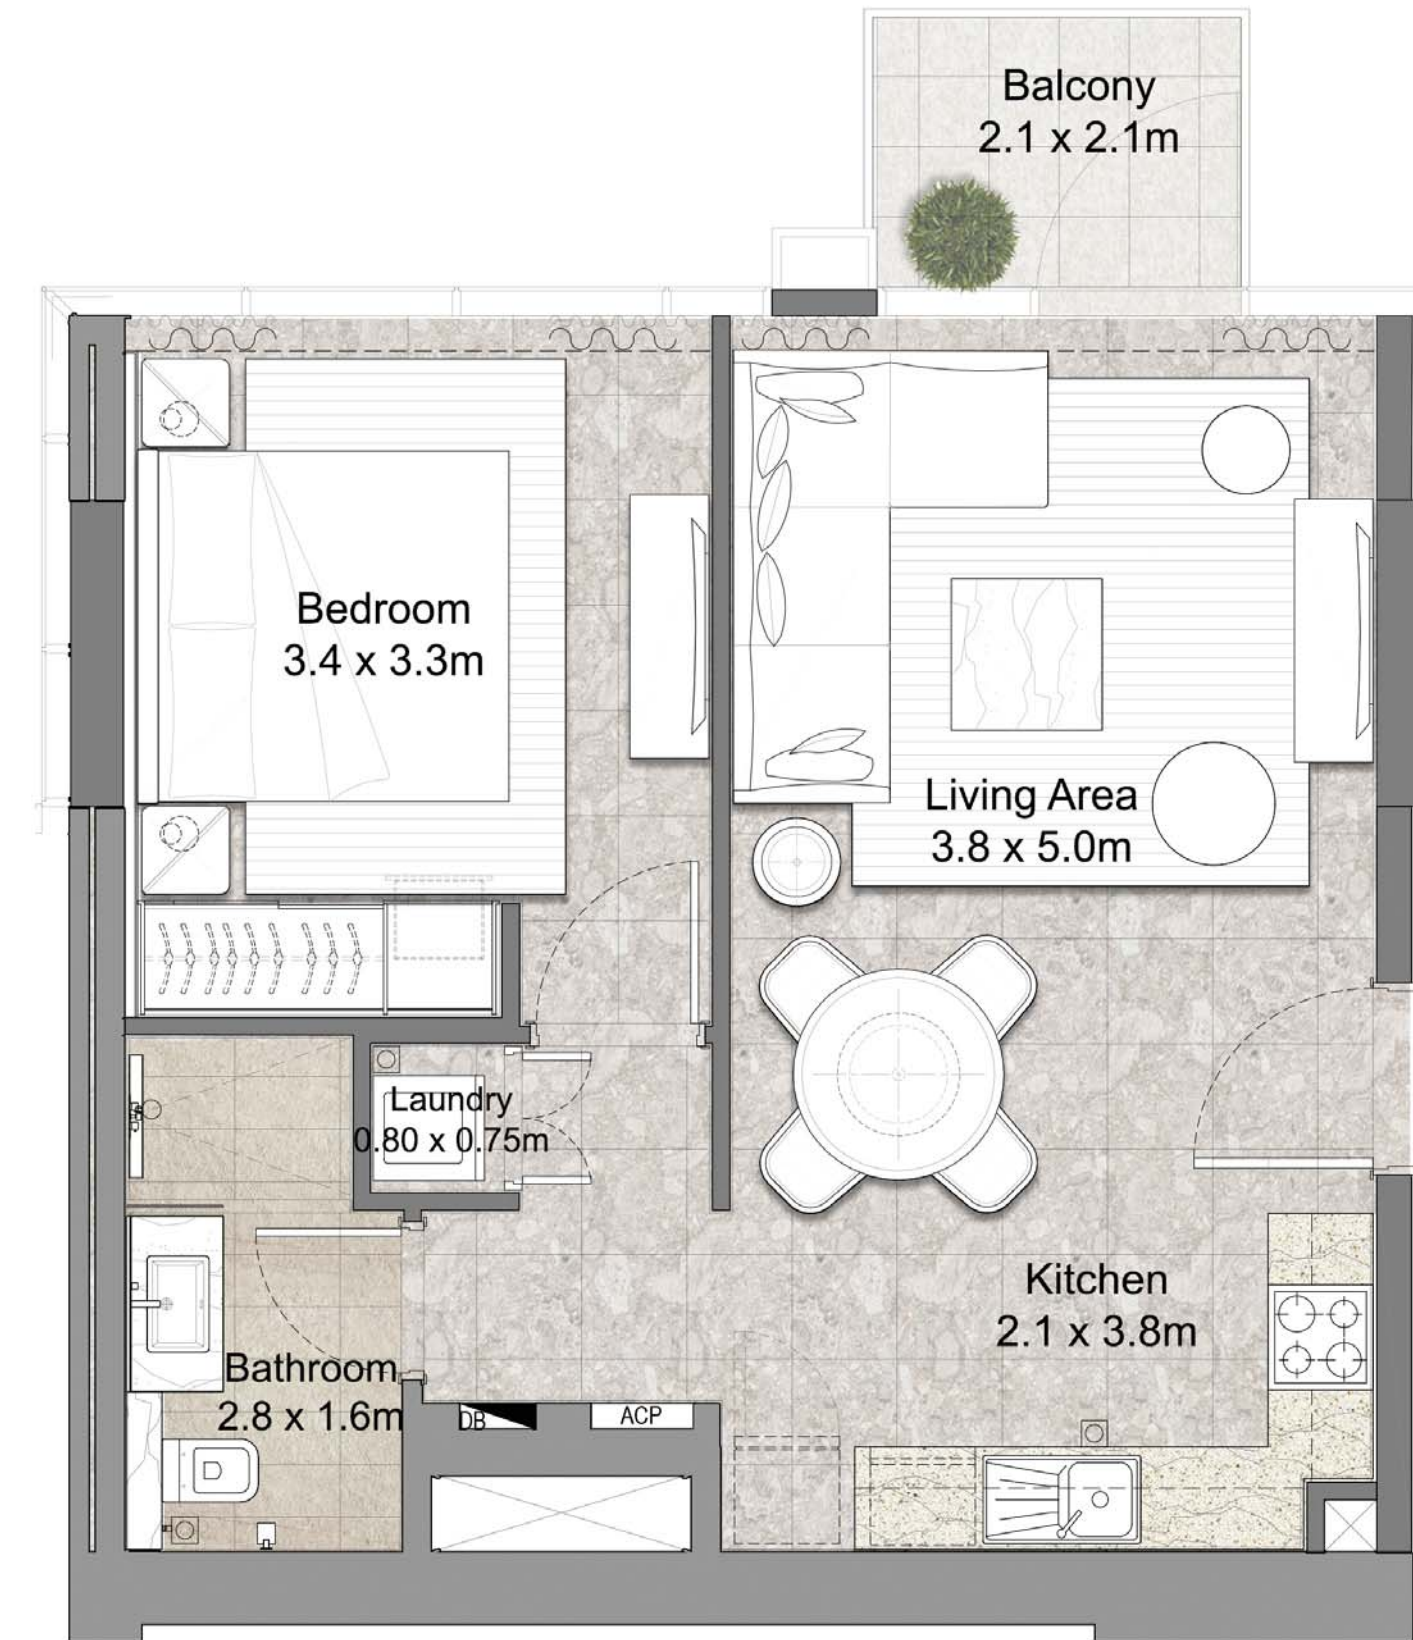 Balcony
2.1 x 2.1m
Bedroom
3.4 x 3.3m
Living Area
3.8 x 5.0m
Laundry
0.80 x 0.75m
Kitchen
2.1 x 3.8m
Bathroom
2.8 x 1.6m
DB
ACP